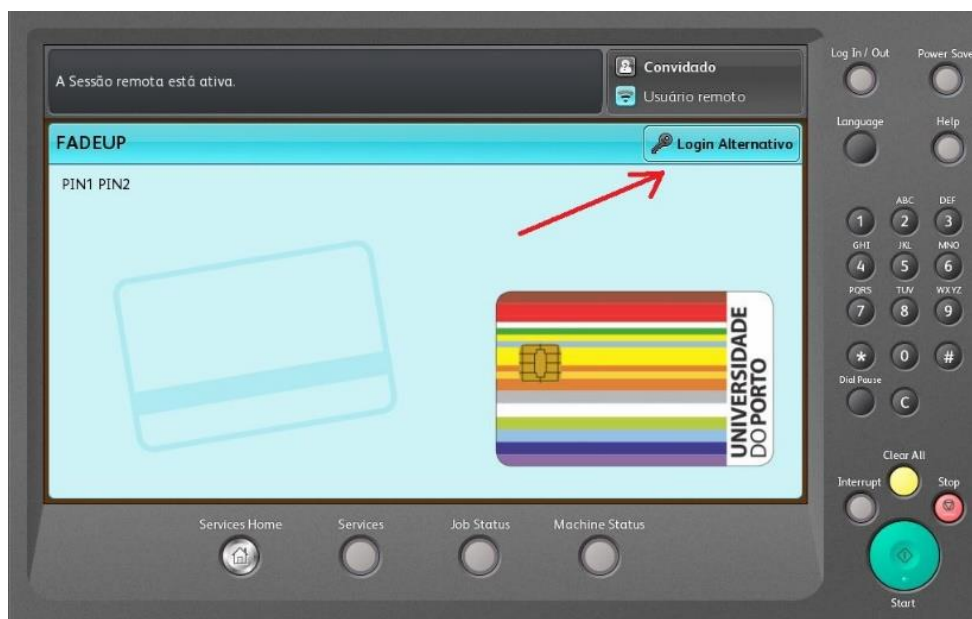 A Sessão remota está ativa.
Convidado
Usuário remoto
FADEUP
Login Alternativo
PIN1 PIN2
UNIVERSIDADE
DO PORTO
Services Home
Services
Job Status
Machine Status
Log In / Out
Power Save
Language
Help
ABC
DEF
1
2
3
GHI
JKL
MNO
4
5
6
PQRS
TUV
WXYZ
7
8
9
*
0
#
Dial Pause
C
Clear All
Interrupt
Stop
Start